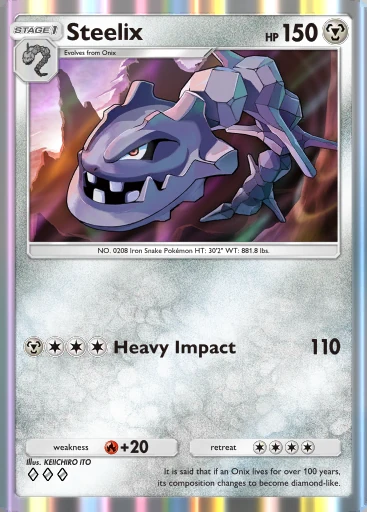 STAGE 1
Steelix
HP 150
Evolves from Onix
NO. 0208 Iron Snake Pokémon HT: 30'2" WT: 881.8 lbs.
Heavy Impact 110
weakness +20 retreat
Illus. KEIICHIRO ITO
It is said that if an Onix lives for over 100 years,
its composition changes to become diamond-like.